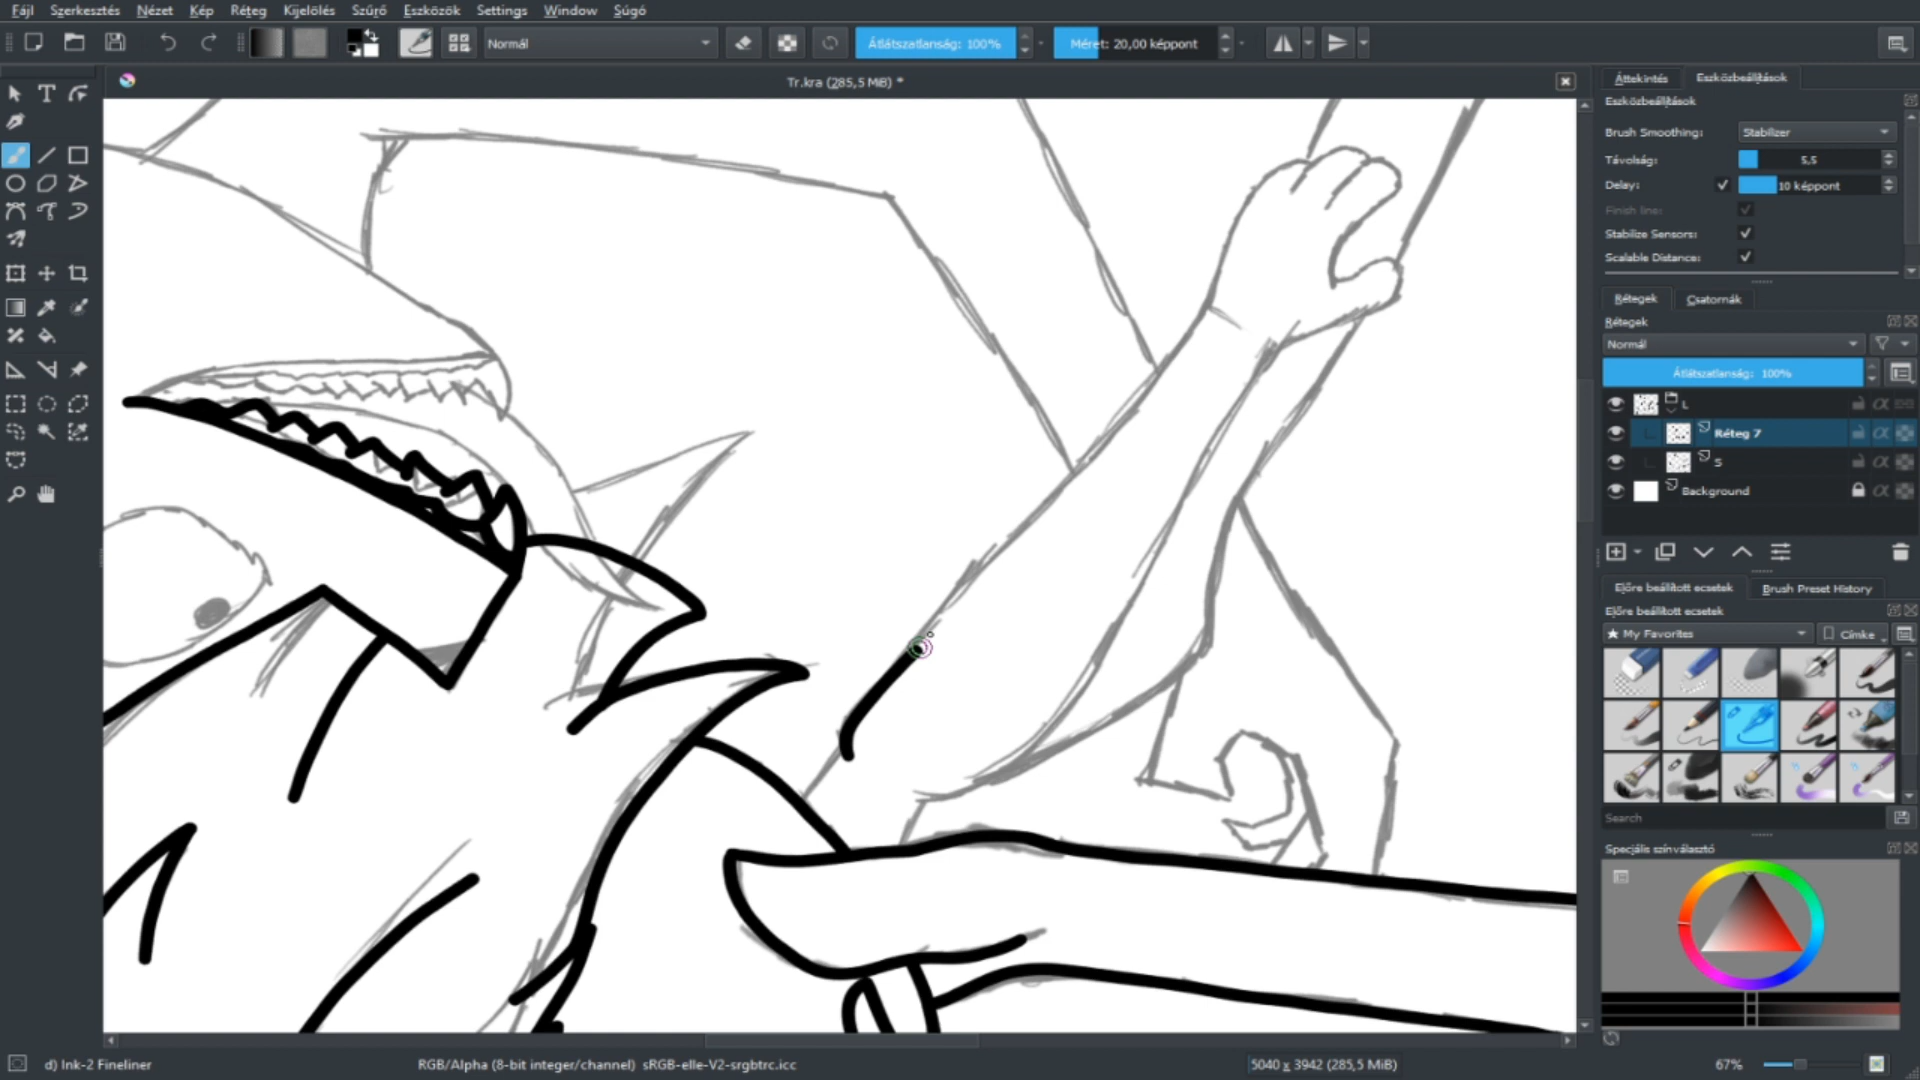 Fájl Szerkesztés Nézet Kép Réteg Kijelölés Szűrő Eszközök Settings Window Súgó
Normál
Átlátszatlanság: 100%
Méret: 20,00 képpont
Tr.kra (285,5 MiB) *
Áttekintés
Eszközbeállítások
Eszközbeállítások
Brush Smoothing: Stabilizer
Távolság: 5,5
Delay: 10 képpont
Finish line:
Stabilize Sensors:
Scalable Distance:
Rétegek Csatornák
Rétegek
Normál
Átlátszatlanság: 100%
L
Réteg 7
S
Background
Előre beállított ecsetek Brush Preset History
Előre beállított ecsetek
★ My Favorites
Címke
Search
Speciális színválasztó
d) Ink-2 Fineliner
RGB/Alpha (8-bit integer/channel) sRGB-elle-V2-srgbtrc.icc
5040 x 3942 (285,5 MiB)
67%